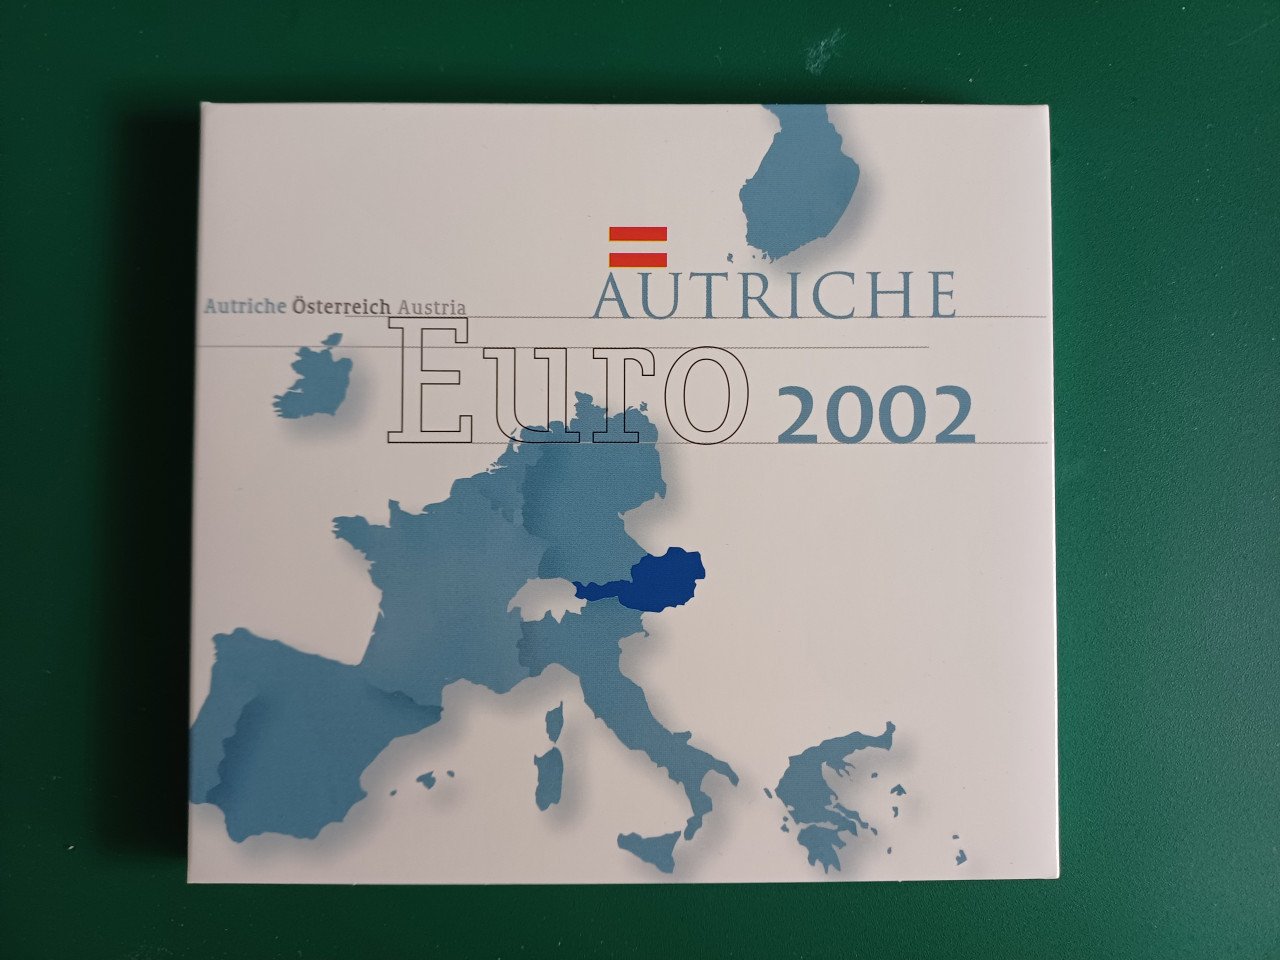 AUTRICHE
Autriche Österreich Austria
Euro 2002